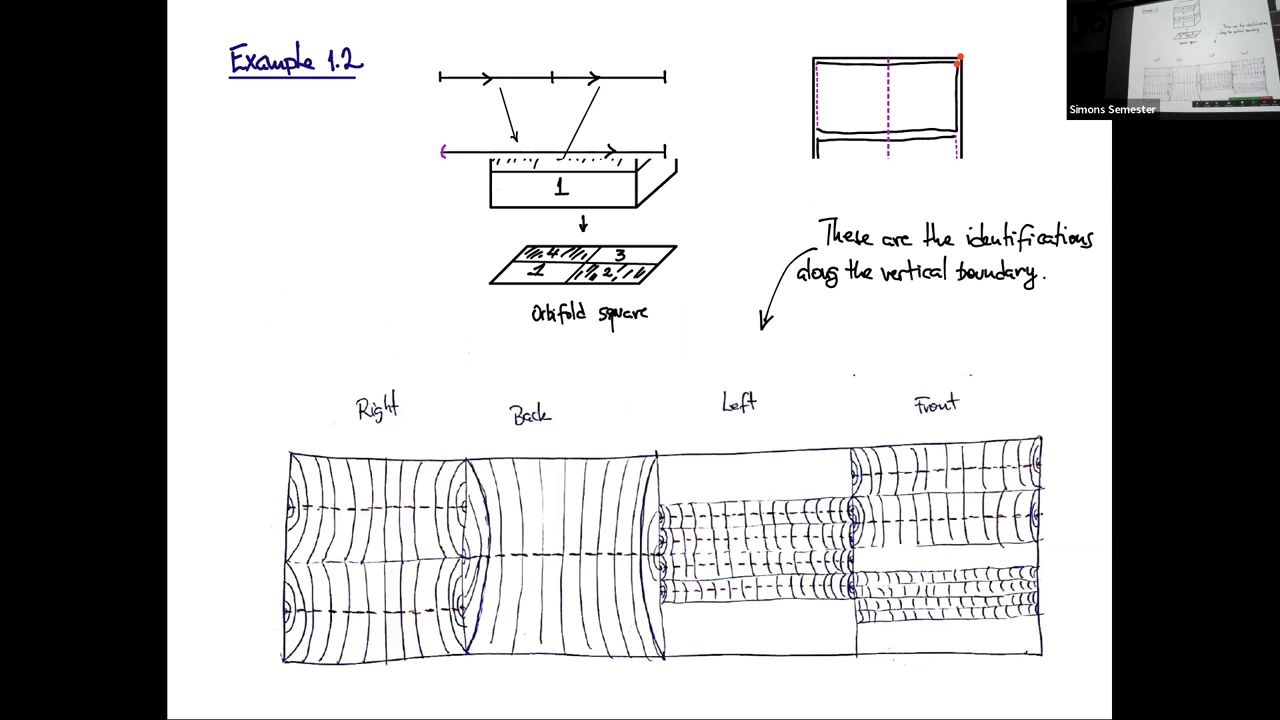 Example 1.2
Simons Semester
1
4 3
1 2
Orbifold square
These are the identifications
along the vertical boundary.
Right Back Left Front